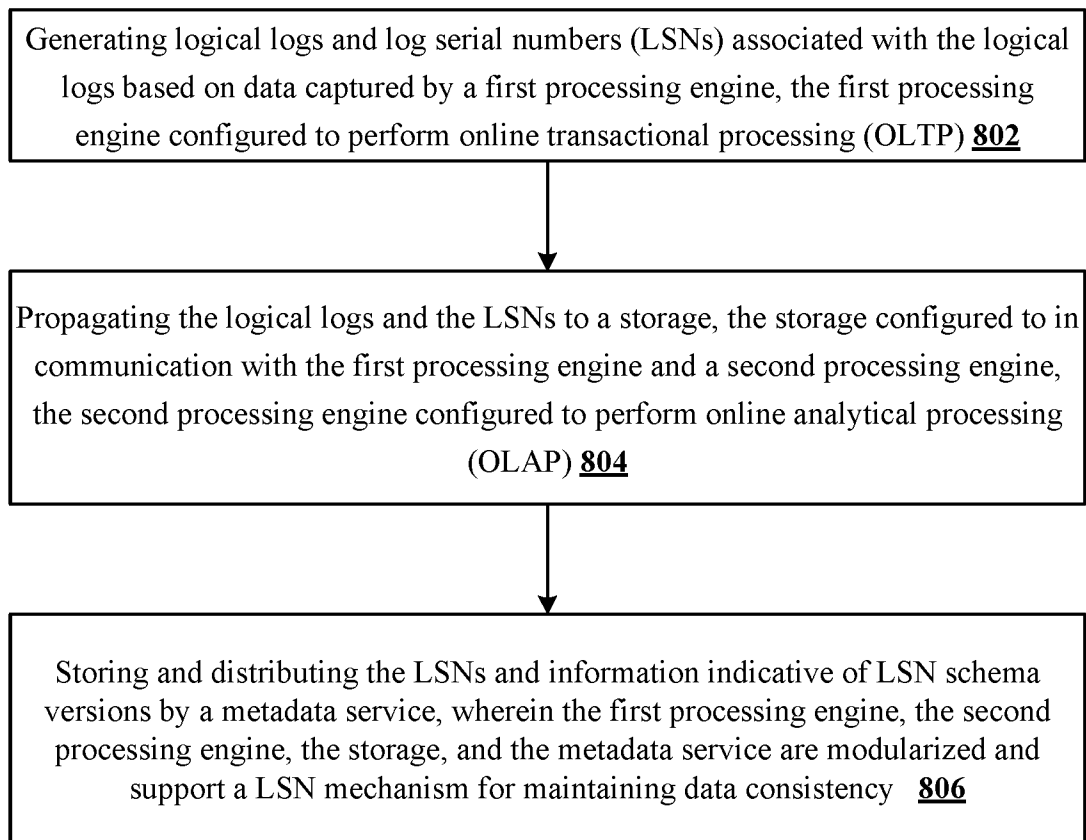 Generating logical logs and log serial numbers (LSNs) associated with the logical
logs based on data captured by a first processing engine, the first processing
engine configured to perform online transactional processing (OLTP) 802
Propagating the logical logs and the LSNs to a storage, the storage configured to in
communication with the first processing engine and a second processing engine,
the second processing engine configured to perform online analytical processing
(OLAP) 804
Storing and distributing the LSNs and information indicative of LSN schema
versions by a metadata service, wherein the first processing engine, the second
processing engine, the storage, and the metadata service are modularized and
support a LSN mechanism for maintaining data consistency 806